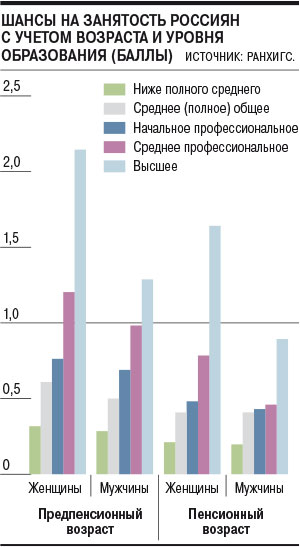 ШАНСЫ НА ЗАНЯТОСТЬ РОССИЯН
С УЧЕТОМ ВОЗРАСТА И УРОВНЯ
ОБРАЗОВАНИЯ (БАЛЛЫ) ИСТОЧНИК: РАНХИГС.
2,5
Ниже полного среднего
Среднее (полное) общее
Начальное профессиональное
Среднее профессиональное
Высшее
2,0
1,5
1,0
0,5
0
Женщины Мужчины Женщины Мужчины
Предпенсионный Пенсионный
возраст возраст